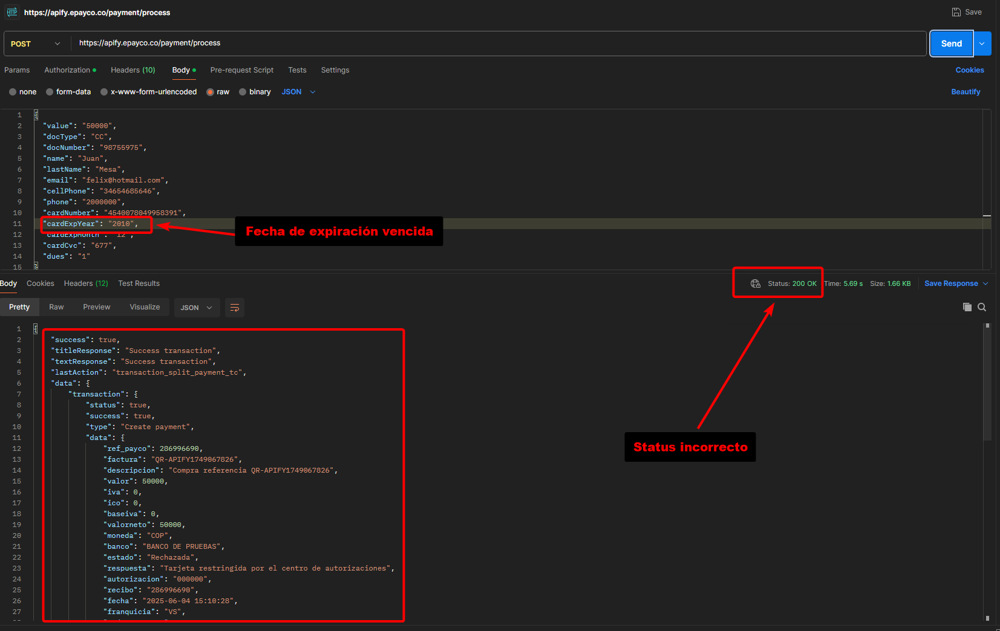 HTTP https://apify.epayco.co/payment/process Save
POST https://apify.epayco.co/payment/process Send
Params Authorization Headers (10) Body Pre-request Script Tests Settings Cookies
none form-data x-www-form-urlencoded raw binary JSON Beautify
1 {
2 "value": "50000",
3 "docType": "CC",
4 "docNumber": "98755975",
5 "name": "Juan",
6 "lastName": "Mesa",
7 "email": "felix@hotmail.com",
8 "cellPhone": "34654685646",
9 "phone": "2000000",
10 "cardNumber": "4540078049958391",
11 "cardExpYear": "2010",
Fecha de expiración vencida
12 "cardExpMonth": "12",
13 "cardCvc": "677",
14 "dues": "1"
15 }
Body Cookies Headers (12) Test Results Status: 200 OK Time: 5.69 s Size: 1.66 KB Save Response
Pretty Raw Preview Visualize JSON
1 {
2 "success": true,
3 "titleResponse": "Success transaction",
4 "textResponse": "Success transaction",
5 "lastAction": "transaction_split_payment_tc",
6 "data": {
7 "transaction": {
8 "status": true,
9 "success": true,
10 "type": "Create payment",
11 "data": {
Status incorrecto
12 "ref_payco": 286996690,
13 "factura": "QR-APIFY1749067826",
14 "descripcion": "Compra referencia QR-APIFY1749067826",
15 "valor": 50000,
16 "iva": 0,
17 "ico": 0,
18 "baseiva": 0,
19 "valorneto": 50000,
20 "moneda": "COP",
21 "banco": "BANCO DE PRUEBAS",
22 "estado": "Rechazada",
23 "respuesta": "Tarjeta restringida por el centro de autorizaciones",
24 "autorizacion": "000000",
25 "recibo": "286996690",
26 "fecha": "2025-06-04 15:10:28",
27 "franquicia": "VS",